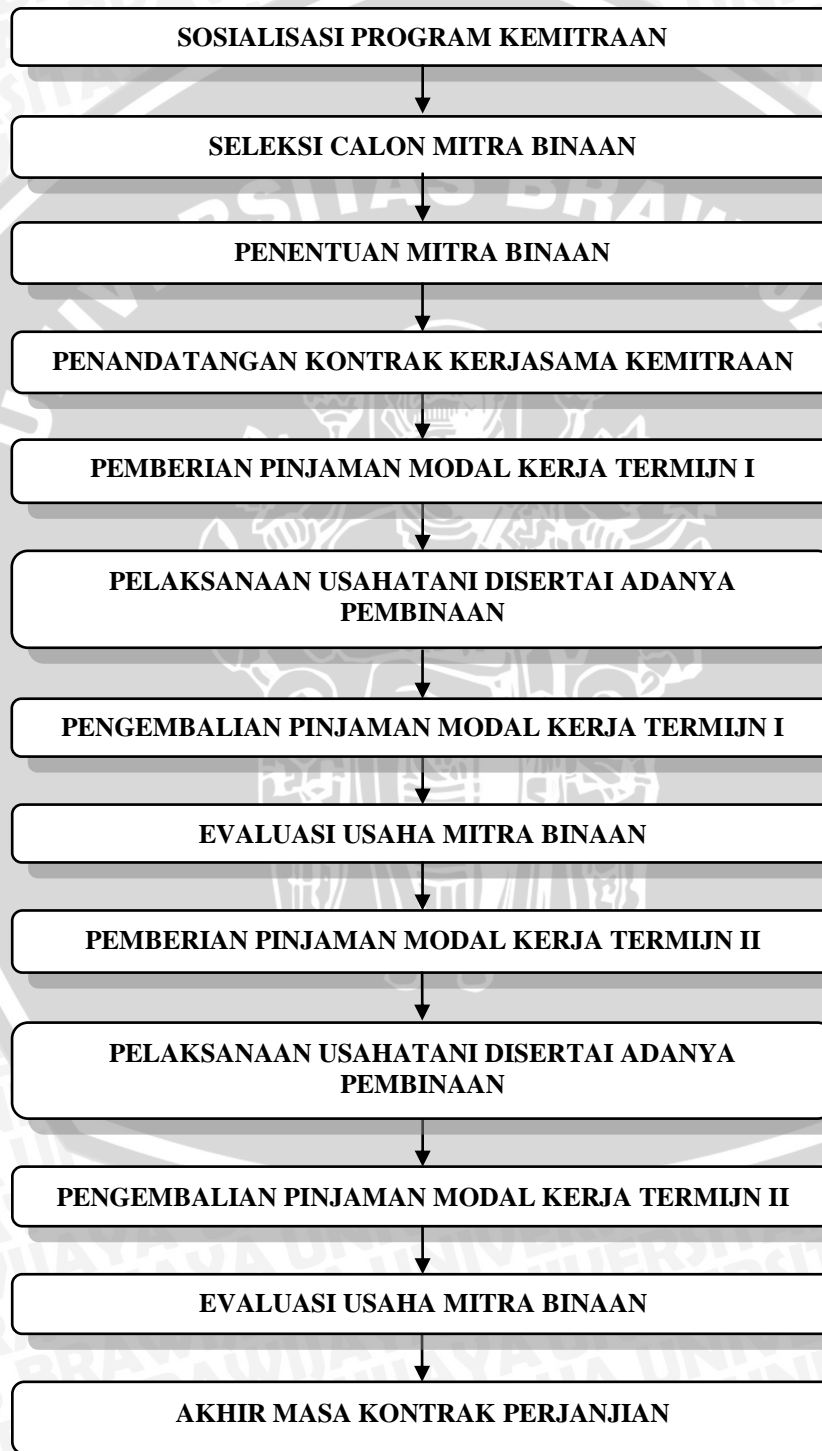 SOSIALISASI PROGRAM KEMITRAAN
SELEKSI CALON MITRA BINAAN
PENENTUAN MITRA BINAAN
PENANDATANGAN KONTRAK KERJASAMA KEMITRAAN
PEMBERIAN PINJAMAN MODAL KERJA TERMIJN I
PELAKSANAAN USAHATANI DISERTAI ADANYA
PEMBINAAN
PENGEMBALIAN PINJAMAN MODAL KERJA TERMIJN I
EVALUASI USAHA MITRA BINAAN
PEMBERIAN PINJAMAN MODAL KERJA TERMIJN II
PELAKSANAAN USAHATANI DISERTAI ADANYA
PEMBINAAN
PENGEMBALIAN PINJAMAN MODAL KERJA TERMIJN II
EVALUASI USAHA MITRA BINAAN
AKHIR MASA KONTRAK PERJANJIAN